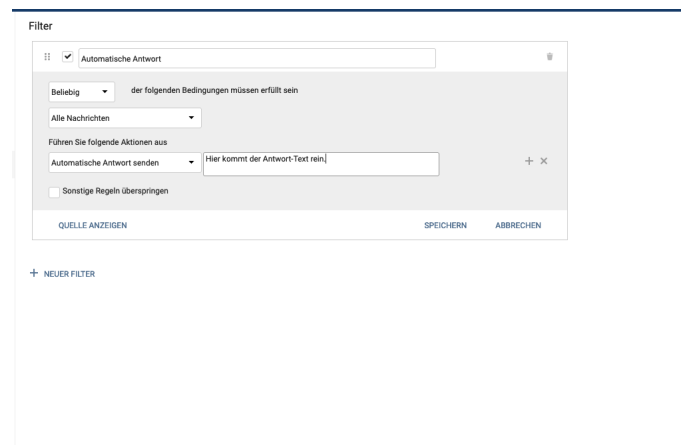 Filter
Automatische Antwort
Beliebig der folgenden Bedingungen müssen erfüllt sein
Alle Nachrichten
Führen Sie folgende Aktionen aus
Automatische Antwort senden Hier kommt der Antwort-Text rein.
Sonstige Regeln überspringen
QUELLE ANZEIGEN SPEICHERN ABBRECHEN
+ NEUER FILTER